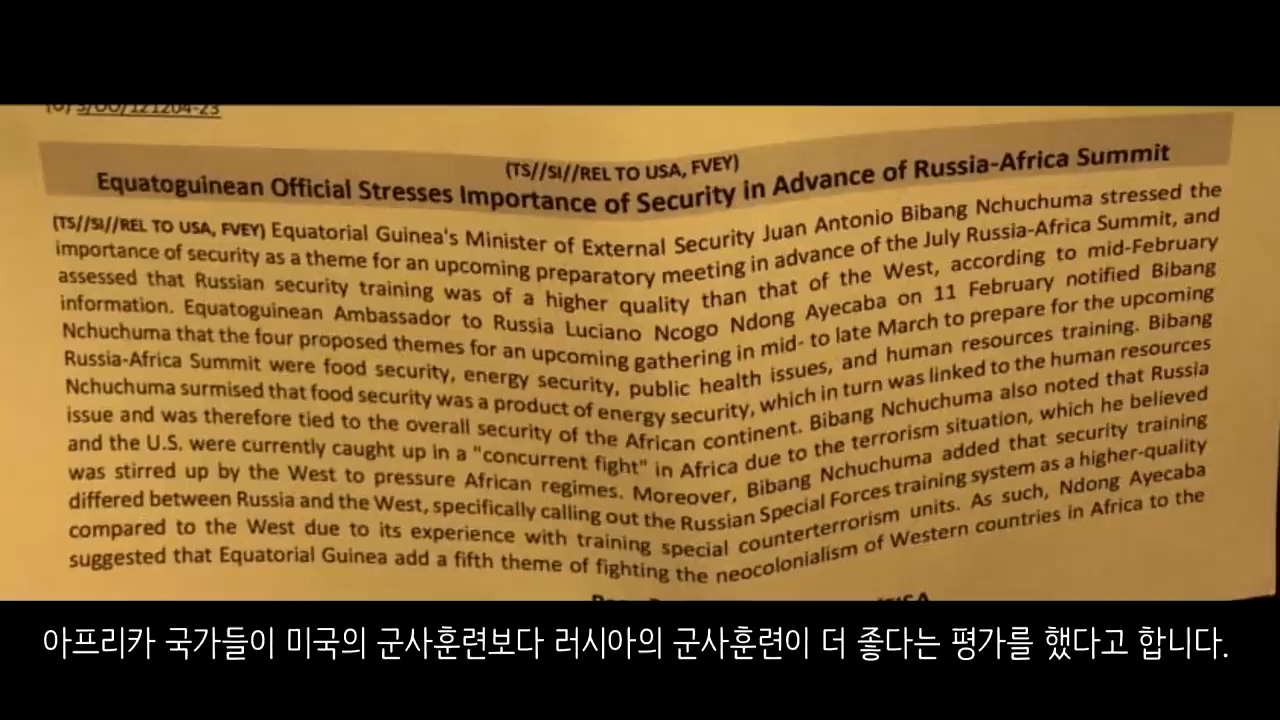 (U) S/OO/121204-23
(TS//SI//REL TO USA, FVEY)
Equatoguinean Official Stresses Importance of Security in Advance of Russia-Africa Summit
(TS//SI//REL TO USA, FVEY) Equatorial Guinea's Minister of External Security Juan Antonio Bibang Nchuchuma stressed the
importance of security as a theme for an upcoming preparatory meeting in advance of the July Russia-Africa Summit, and
assessed that Russian security training was of a higher quality than that of the West, according to mid-February
information. Equatoguinean Ambassador to Russia Luciano Ncogo Ndong Ayecaba on 11 February notified Bibang
Nchuchuma that the four proposed themes for an upcoming gathering in mid- to late March to prepare for the upcoming
Russia-Africa Summit were food security, energy security, public health issues, and human resources training. Bibang
Nchuchuma surmised that food security was a product of energy security, which in turn was linked to the human resources
issue and was therefore tied to the overall security of the African continent. Bibang Nchuchuma also noted that Russia
and the U.S. were currently caught up in a "concurrent fight" in Africa due to the terrorism situation, which he believed
was stirred up by the West to pressure African regimes. Moreover, Bibang Nchuchuma added that security training
differed between Russia and the West, specifically calling out the Russian Special Forces training system as a higher-quality
compared to the West due to its experience with training special counterterrorism units. As such, Ndong Ayecaba
suggested that Equatorial Guinea add a fifth theme of fighting the neocolonialism of Western countries in Africa to the
아프리카 국가들이 미국의 군사훈련보다 러시아의 군사훈련이 더 좋다는 평가를 했다고 합니다.